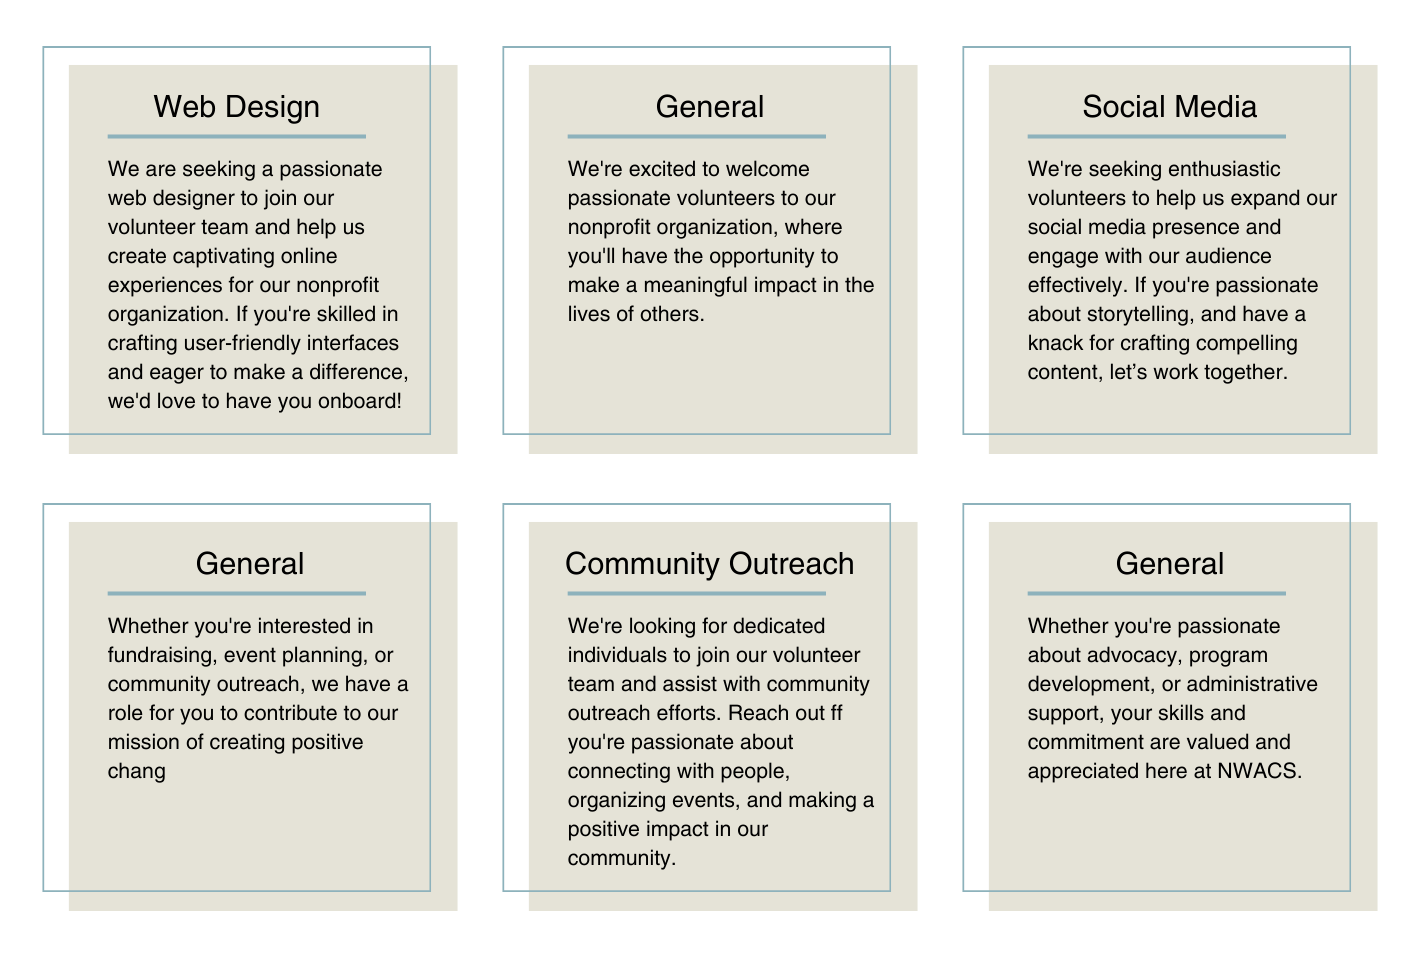 Web Design
We are seeking a passionate
web designer to join our
volunteer team and help us
create captivating online
experiences for our nonprofit
organization. If you're skilled in
crafting user-friendly interfaces
and eager to make a difference,
we'd love to have you onboard!
General
We're excited to welcome
passionate volunteers to our
nonprofit organization, where
you'll have the opportunity to
make a meaningful impact in the
lives of others.
Social Media
We're seeking enthusiastic
volunteers to help us expand our
social media presence and
engage with our audience
effectively. If you're passionate
about storytelling, and have a
knack for crafting compelling
content, let’s work together.
General
Whether you're interested in
fundraising, event planning, or
community outreach, we have a
role for you to contribute to our
mission of creating positive
chang
Community Outreach
We're looking for dedicated
individuals to join our volunteer
team and assist with community
outreach efforts. Reach out ff
you're passionate about
connecting with people,
organizing events, and making a
positive impact in our
community.
General
Whether you're passionate
about advocacy, program
development, or administrative
support, your skills and
commitment are valued and
appreciated here at NWACS.